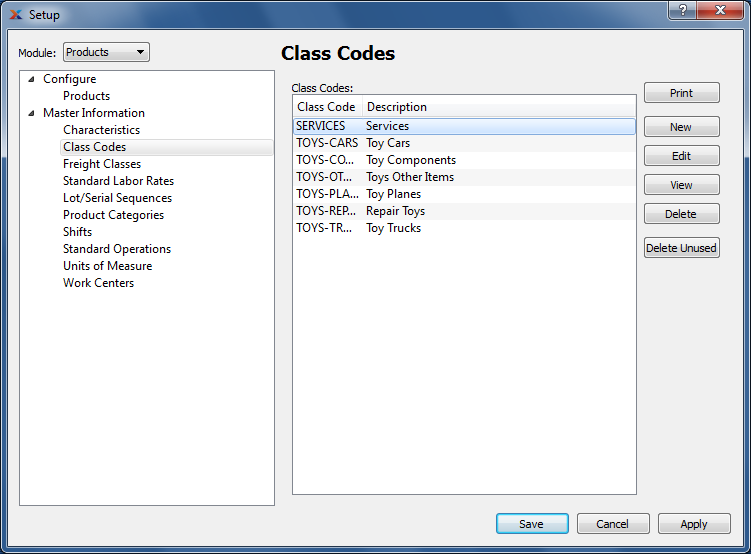 Setup
?
Module: Products
Configure
Products
Master Information
Characteristics
Class Codes
Freight Classes
Standard Labor Rates
Lot/Serial Sequences
Product Categories
Shifts
Standard Operations
Units of Measure
Work Centers
Class Codes
Class Codes:
Class Code Description
SERVICES Services
TOYS-CARS Toy Cars
TOYS-CO... Toy Components
TOYS-OT... Toys Other Items
TOYS-PLA... Toy Planes
TOYS-REP... Repair Toys
TOYS-TR... Toy Trucks
Print
New
Edit
View
Delete
Delete Unused
Save Cancel Apply